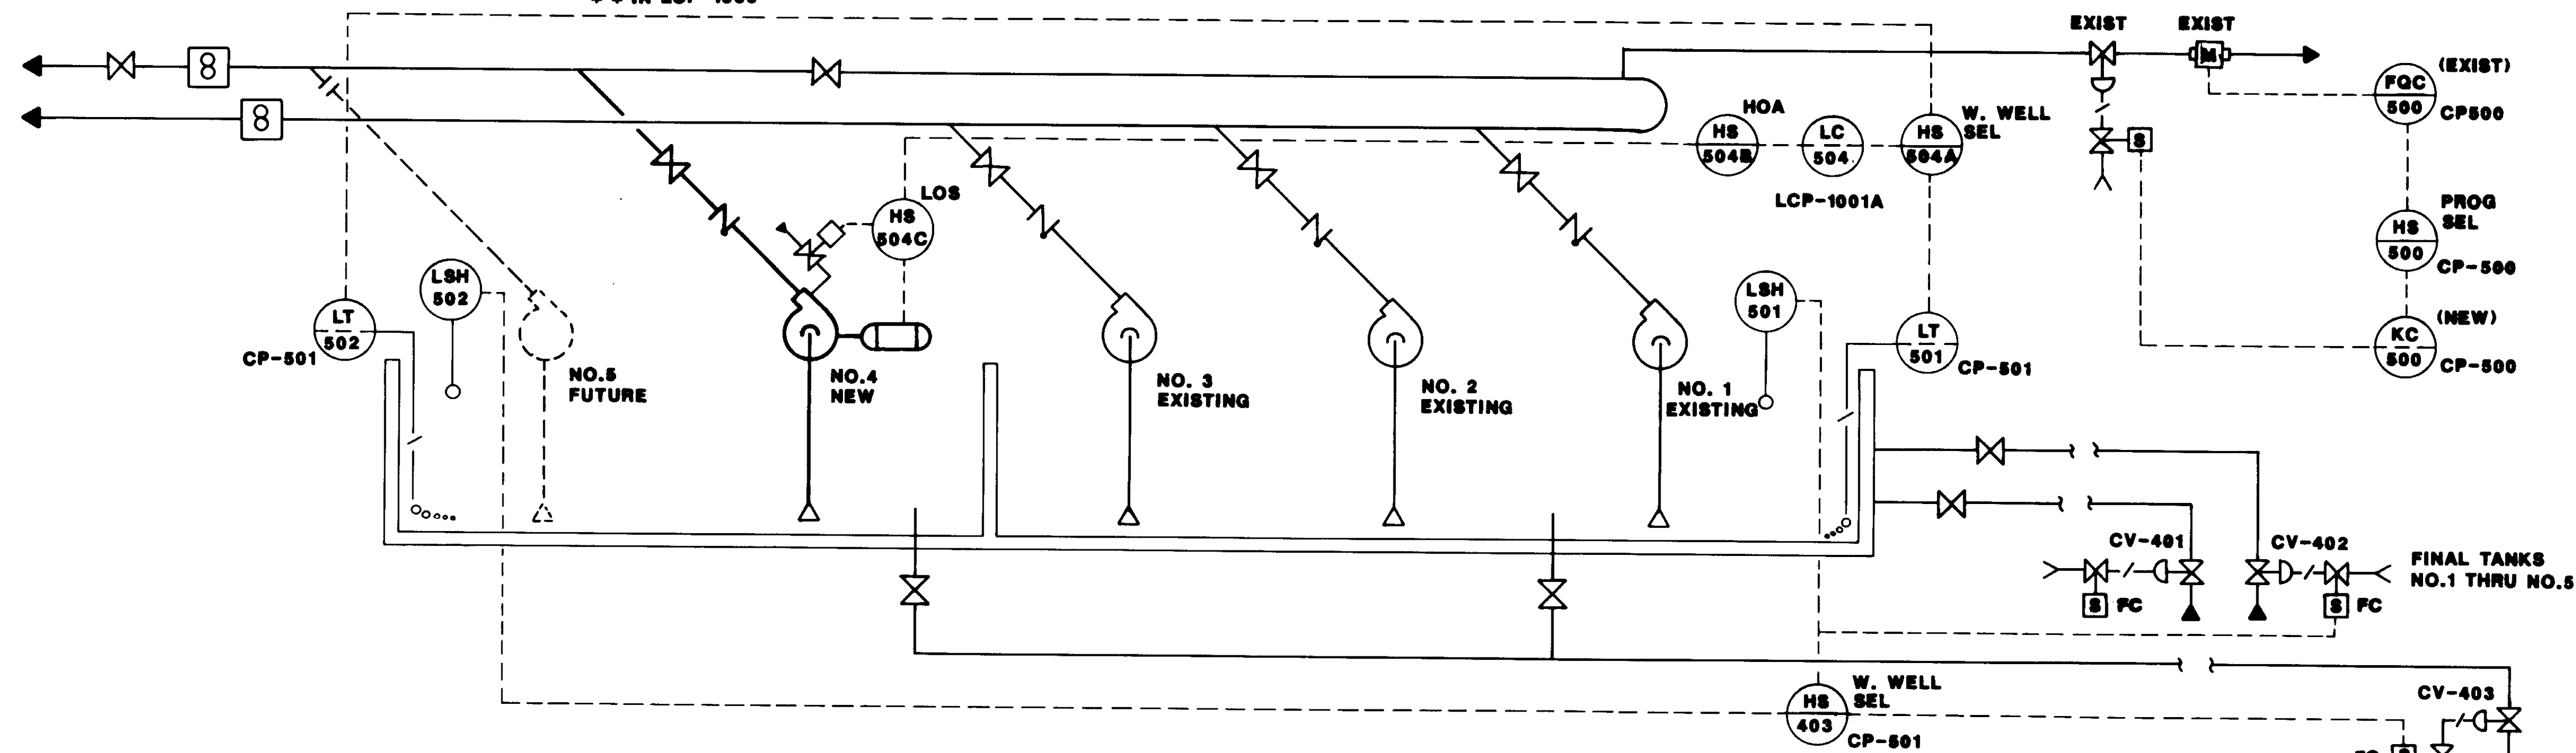 EXIST EXIST
8
M
(EXIST)
FQC
500
CP500
8
HOA
HS
504B
LC
504
HS
504A
W. WELL
SEL
S
LCP-1001A
LOS
HS
504C
PROG
SEL
HS
500
CP-500
LSH
502
LSH
501
LT
502
CP-501
LT
501
CP-501
(NEW)
KC
500
CP-500
NO.5
FUTURE
NO.4
NEW
NO. 3
EXISTING
NO. 2
EXISTING
NO. 1
EXISTING
CV-401
CV-402
FINAL TANKS
NO.1 THRU NO.5
S FC
S FC
W. WELL
SEL
HS
403
CP-501
CV-403